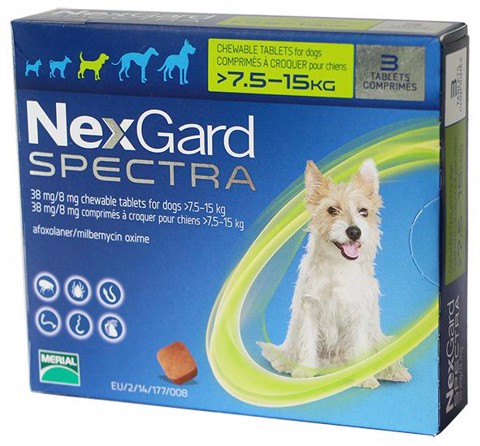 CHEWABLE TABLETS for dogs
COMPRIMÉS À CROQUER pour chiens
>7.5-15KG
3
TABLETS
COMPRIMÉS
NexGard
SPECTRA
38 mg/8 mg chewable tablets for dogs >7.5-15 kg
38 mg/8 mg comprimés à croquer pour chiens >7,5-15 kg
afoxolaner/milbemycin oxime
MERIAL
EU/2/14/177/008
NexGard
SPECTRA